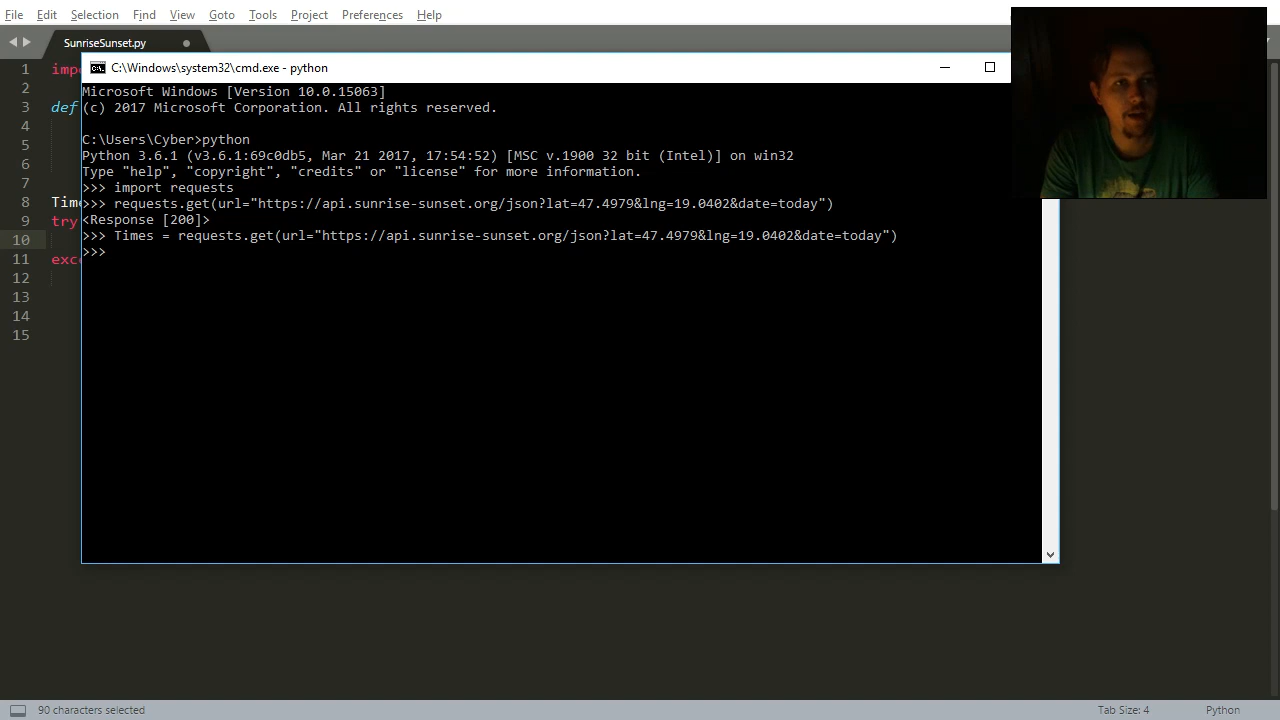 File Edit Selection Find View Goto Tools Project Preferences Help
SunriseSunset.py
C:\Windows\system32\cmd.exe - python
1 imp
2
3 def
4
5
6
7
8 Time
9 try
10
11 exce
12
13
14
15
Microsoft Windows [Version 10.0.15063]
(c) 2017 Microsoft Corporation. All rights reserved.
C:\Users\Cyber>python
Python 3.6.1 (v3.6.1:69c0db5, Mar 21 2017, 17:54:52) [MSC v.1900 32 bit (Intel)] on win32
Type "help", "copyright", "credits" or "license" for more information.
>>> import requests
>>> requests.get(url="https://api.sunrise-sunset.org/json?lat=47.4979&lng=19.0402&date=today")
<Response [200]>
>>> Times = requests.get(url="https://api.sunrise-sunset.org/json?lat=47.4979&lng=19.0402&date=today")
>>>
90 characters selected
Tab Size: 4
Python